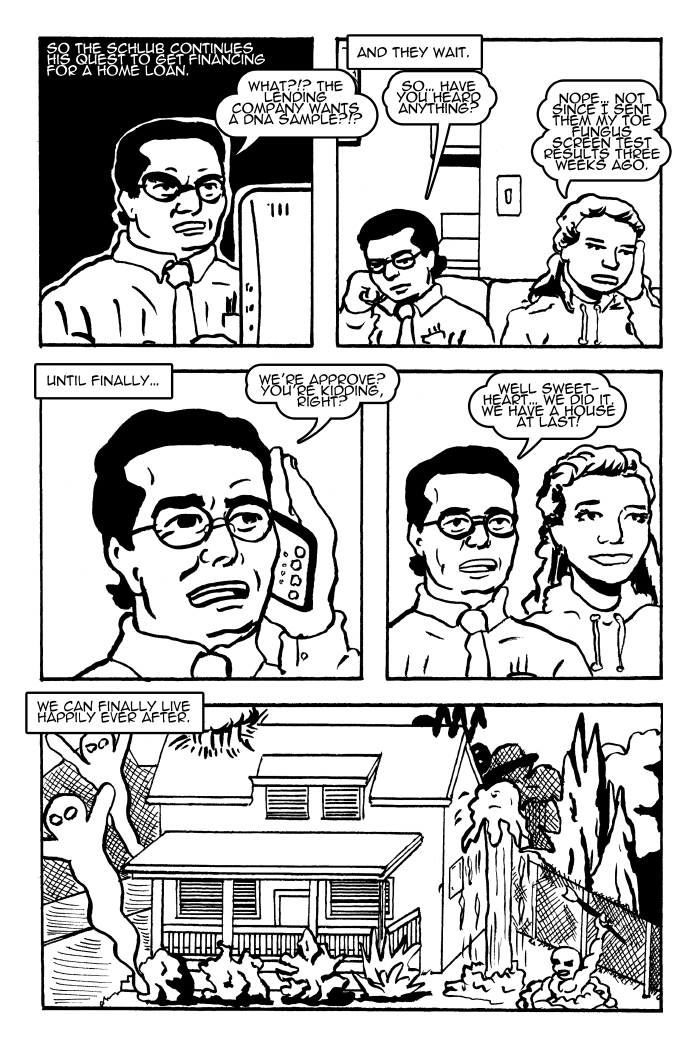 SO THE SCHLUB CONTINUES
HIS QUEST TO GET FINANCING
FOR A HOME LOAN.
WHAT?!? THE
LENDING
COMPANY WANTS
A DNA SAMPLE?!?
AND THEY WAIT.
SO... HAVE
YOU HEARD
ANYTHING?
NOPE... NOT
SINCE I SENT
THEM MY TOE
FUNGUS
SCREEN TEST
RESULTS THREE
WEEKS AGO.
UNTIL FINALLY...
WE'RE APPROVE?
YOU'RE KIDDING,
RIGHT?
WELL SWEET-
HEART... WE DID IT.
WE HAVE A HOUSE
AT LAST!
WE CAN FINALLY LIVE
HAPPILY EVER AFTER.